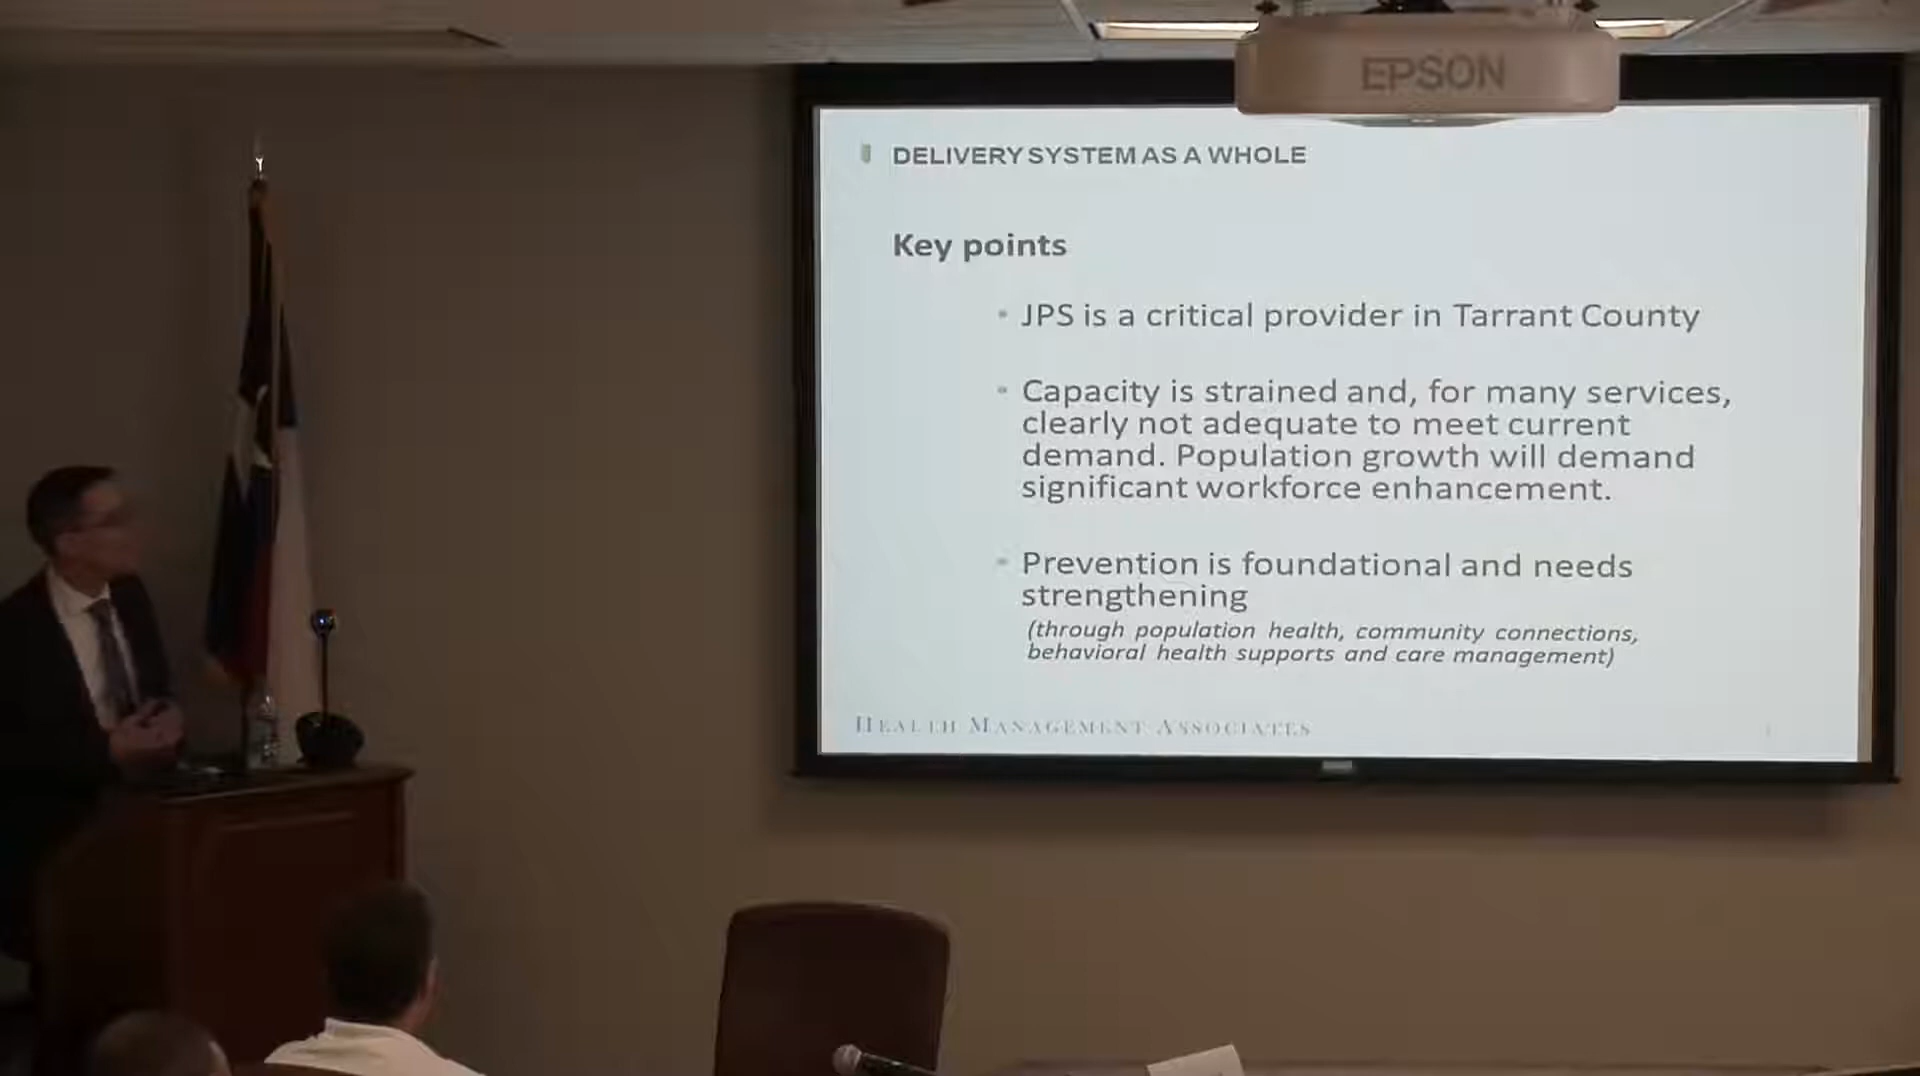 EPSON
DELIVERY SYSTEM AS A WHOLE
Key points
• JPS is a critical provider in Tarrant County
• Capacity is strained and, for many services,
clearly not adequate to meet current
demand. Population growth will demand
significant workforce enhancement.
• Prevention is foundational and needs
strengthening
(through population health, community connections,
behavioral health supports and care management)
HEALTH MANAGEMENT ASSOCIATES